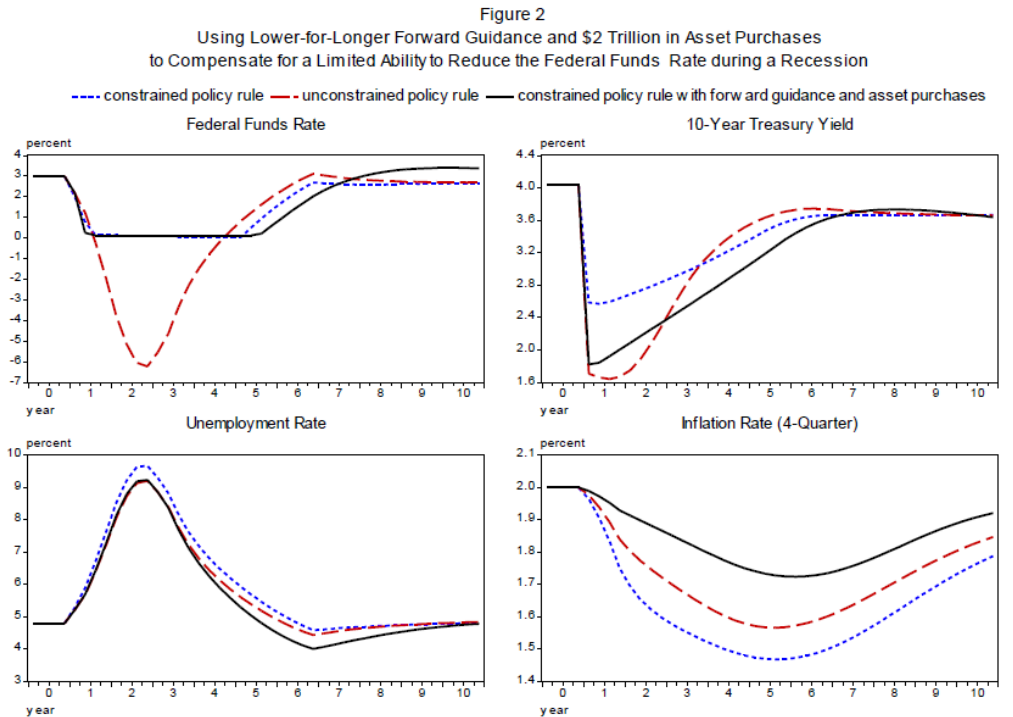 Figure 2
Using Lower-for-Longer Forward Guidance and $2 Trillion in Asset Purchases
to Compensate for a Limited Ability to Reduce the Federal Funds Rate during a Recession
constrained policy rule unconstrained policy rule constrained policy rule with forward guidance and asset purchases
Federal Funds Rate
percent
4
3
2
1
0
-1
-2
-3
-4
-5
-6
-7
0 1 2 3 4 5 6 7 8 9 10
year
10-Year Treasury Yield
percent
4.4
4.0
3.6
3.2
2.8
2.4
2.0
1.6
0 1 2 3 4 5 6 7 8 9 10
year
Unemployment Rate
percent
10
9
8
7
6
5
4
3
0 1 2 3 4 5 6 7 8 9 10
year
Inflation Rate (4-Quarter)
percent
2.1
2.0
1.9
1.8
1.7
1.6
1.5
1.4
0 1 2 3 4 5 6 7 8 9 10
year